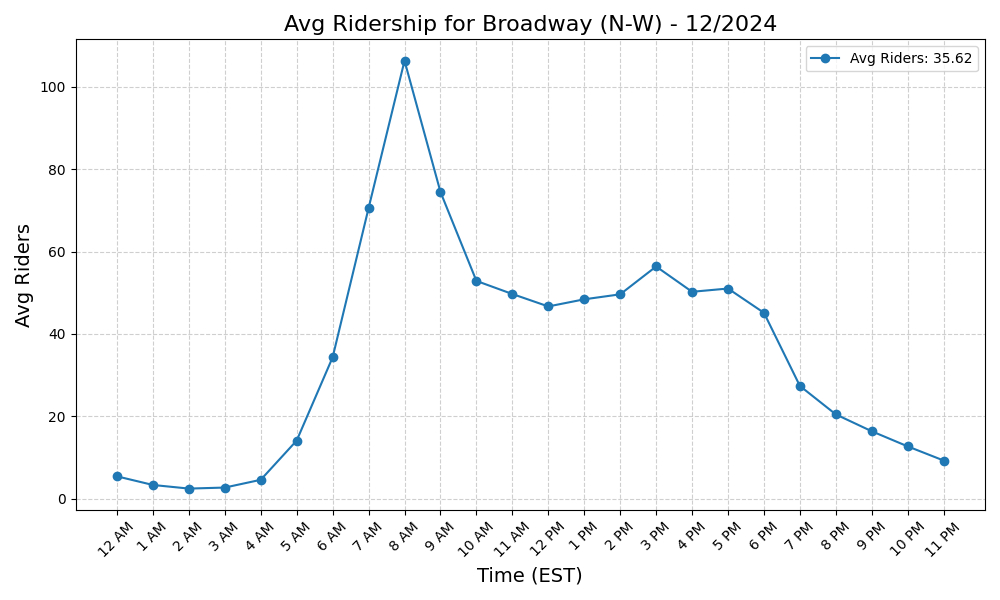 Avg Ridership for Broadway (N-W) - 12/2024
Avg Riders: 35.62
Avg Riders
100
80
60
40
20
0
12 AM
1 AM
2 AM
3 AM
4 AM
5 AM
6 AM
7 AM
8 AM
9 AM
10 AM
11 AM
12 PM
1 PM
2 PM
3 PM
4 PM
5 PM
6 PM
7 PM
8 PM
9 PM
10 PM
11 PM
Time (EST)